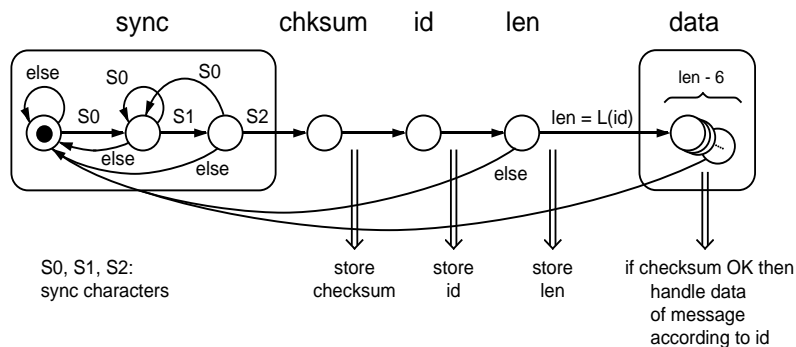 sync chksum id len data
else S0 S0 len - 6
S0 S1 S2 len = L(id)
else
else else
S0, S1, S2:
sync characters
store
checksum
store
id
store
len
if checksum OK then
handle data
of message
according to id